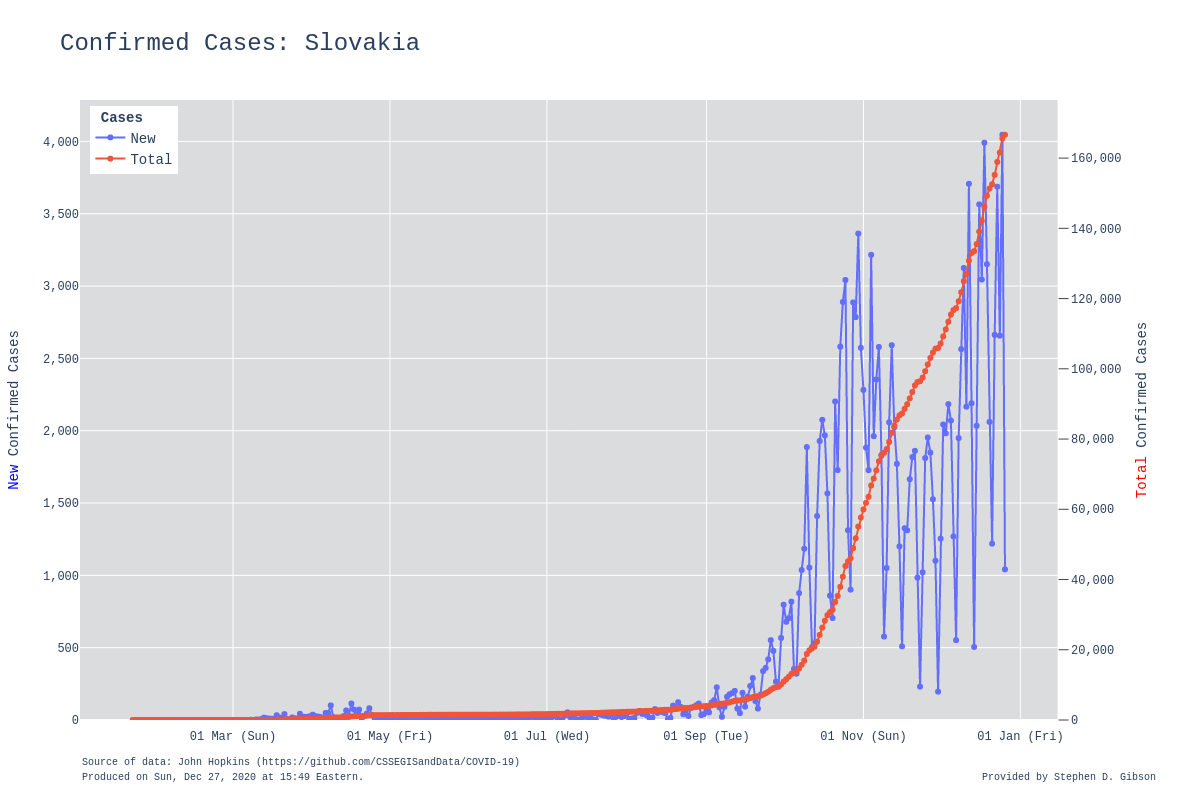 Confirmed Cases: Slovakia
Cases
New
Total
4,000
3,500
3,000
2,500
2,000
1,500
1,000
500
0
160,000
140,000
120,000
100,000
80,000
60,000
40,000
20,000
0
New Confirmed Cases
Total Confirmed Cases
01 Mar (Sun)
01 May (Fri)
01 Jul (Wed)
01 Sep (Tue)
01 Nov (Sun)
01 Jan (Fri)
Source of data: John Hopkins (https://github.com/CSSEGISandData/COVID-19)
Produced on Sun, Dec 27, 2020 at 15:49 Eastern.
Provided by Stephen D. Gibson